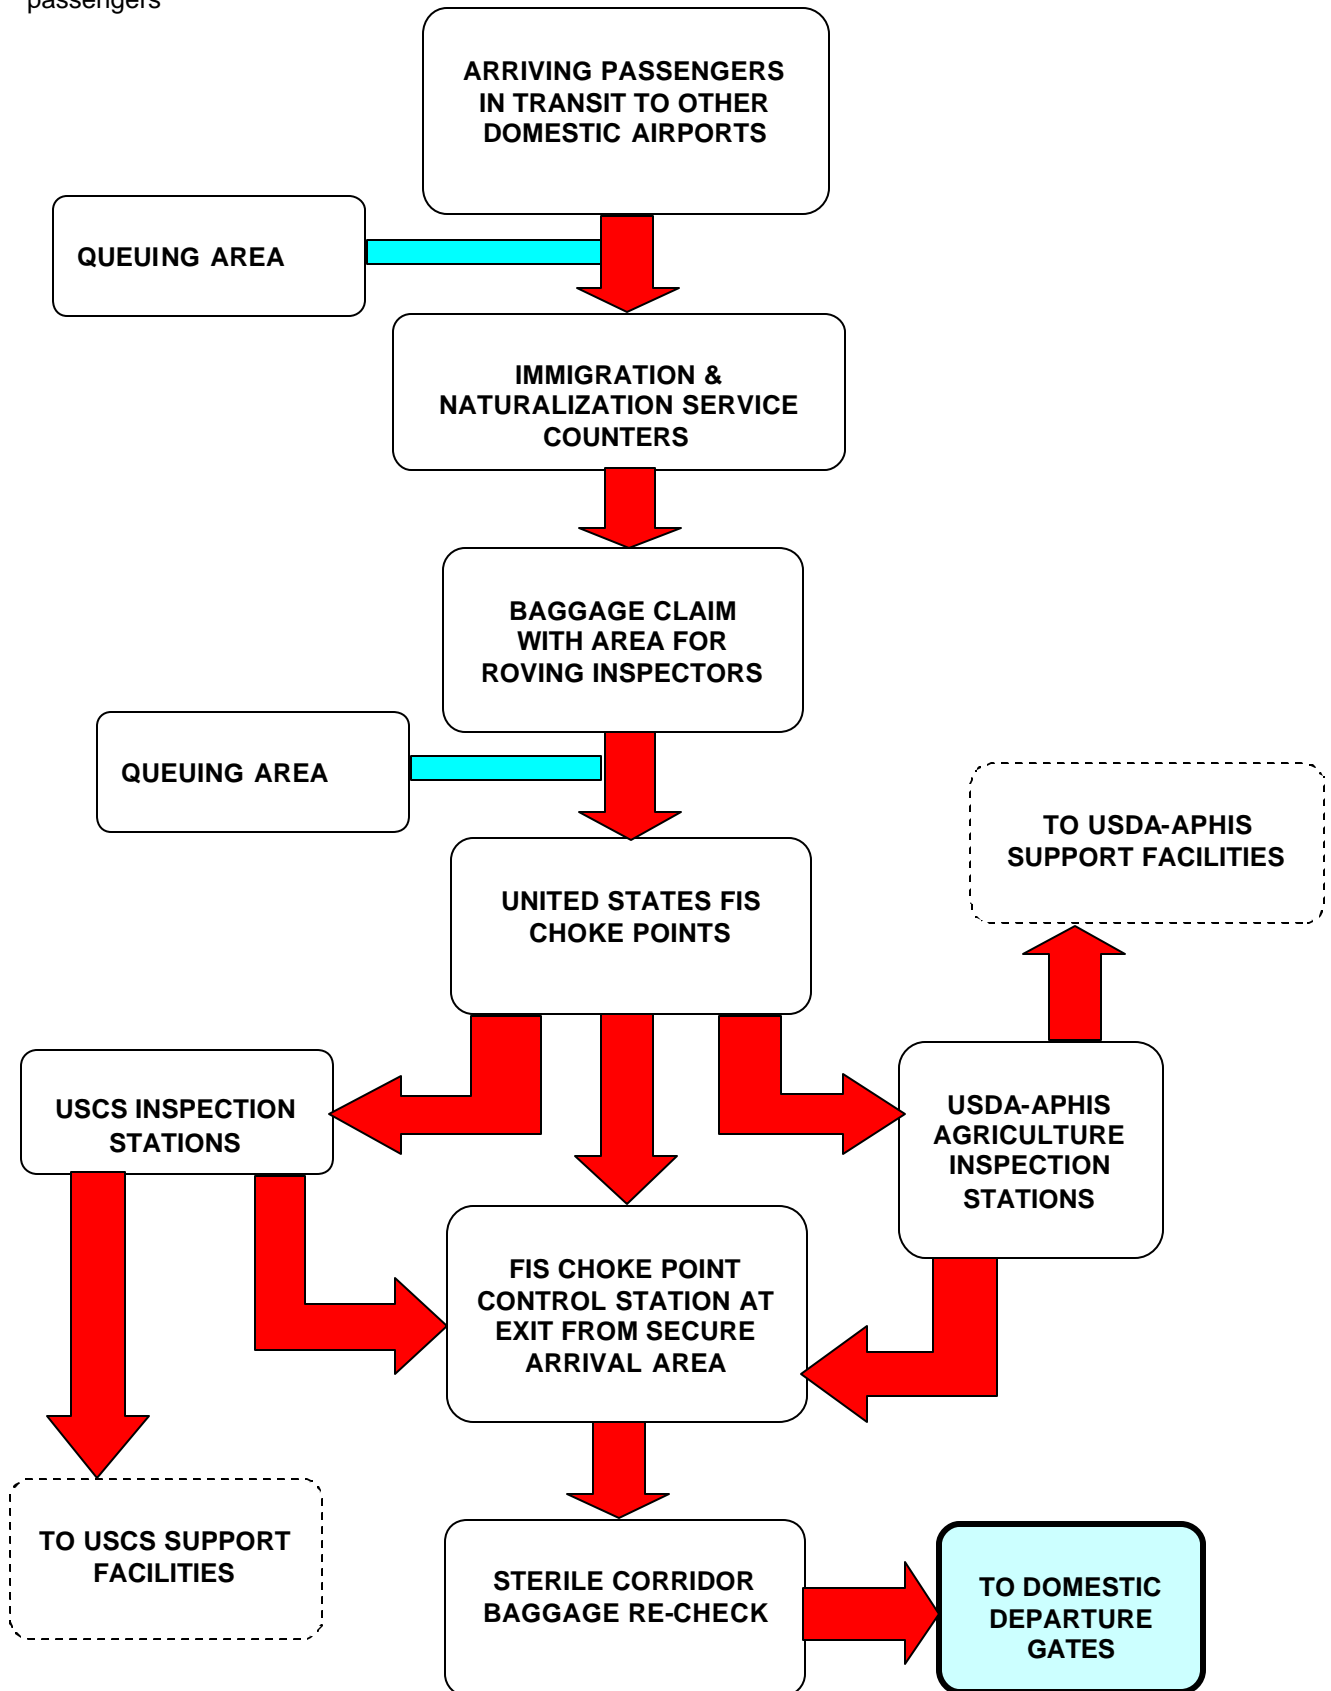 passengers
ARRIVING PASSENGERS
IN TRANSIT TO OTHER
DOMESTIC AIRPORTS
QUEUING AREA
IMMIGRATION &
NATURALIZATION SERVICE
COUNTERS
BAGGAGE CLAIM
WITH AREA FOR
ROVING INSPECTORS
QUEUING AREA
TO USDA-APHIS
SUPPORT FACILITIES
UNITED STATES FIS
CHOKE POINTS
USCS INSPECTION
STATIONS
USDA-APHIS
AGRICULTURE
INSPECTION
STATIONS
FIS CHOKE POINT
CONTROL STATION AT
EXIT FROM SECURE
ARRIVAL AREA
TO USCS SUPPORT
FACILITIES
STERILE CORRIDOR
BAGGAGE RE-CHECK
TO DOMESTIC
DEPARTURE
GATES